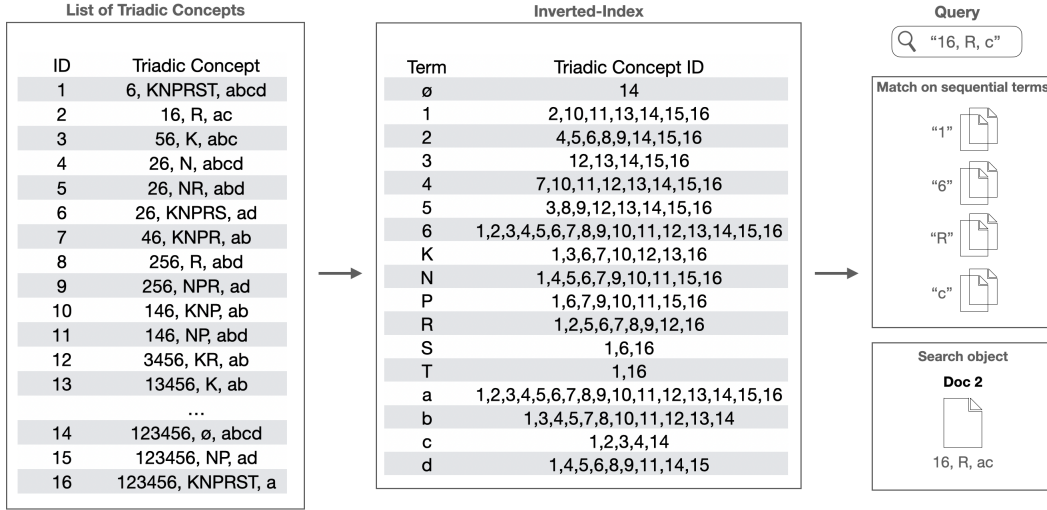 List of Triadic Concepts
ID Triadic Concept
1 6, KNPRST, abcd
2 16, R, ac
3 56, K, abc
4 26, N, abcd
5 26, NR, abd
6 26, KNPRS, ad
7 46, KNPR, ab
8 256, R, abd
9 256, NPR, ad
10 146, KNP, ab
11 146, NP, abd
12 3456, KR, ab
13 13456, K, ab
...
14 123456, ø, abcd
15 123456, NP, ad
16 123456, KNPRST, a
Inverted-Index
Term Triadic Concept ID
ø 14
1 2,10,11,13,14,15,16
2 4,5,6,8,9,14,15,16
3 12,13,14,15,16
4 7,10,11,12,13,14,15,16
5 3,8,9,12,13,14,15,16
6 1,2,3,4,5,6,7,8,9,10,11,12,13,14,15,16
K 1,3,6,7,10,12,13,16
N 1,4,5,6,7,9,10,11,15,16
P 1,6,7,9,10,11,15,16
R 1,2,5,6,7,8,9,12,16
S 1,6,16
T 1,16
a 1,2,3,4,5,6,7,8,9,10,11,12,13,14,15,16
b 1,3,4,5,7,8,10,11,12,13,14
c 1,2,3,4,14
d 1,4,5,6,8,9,11,14,15
Query
“16, R, c”
Match on sequential terms
“1”
“6”
“R”
“c”
Search object
Doc 2
16, R, ac